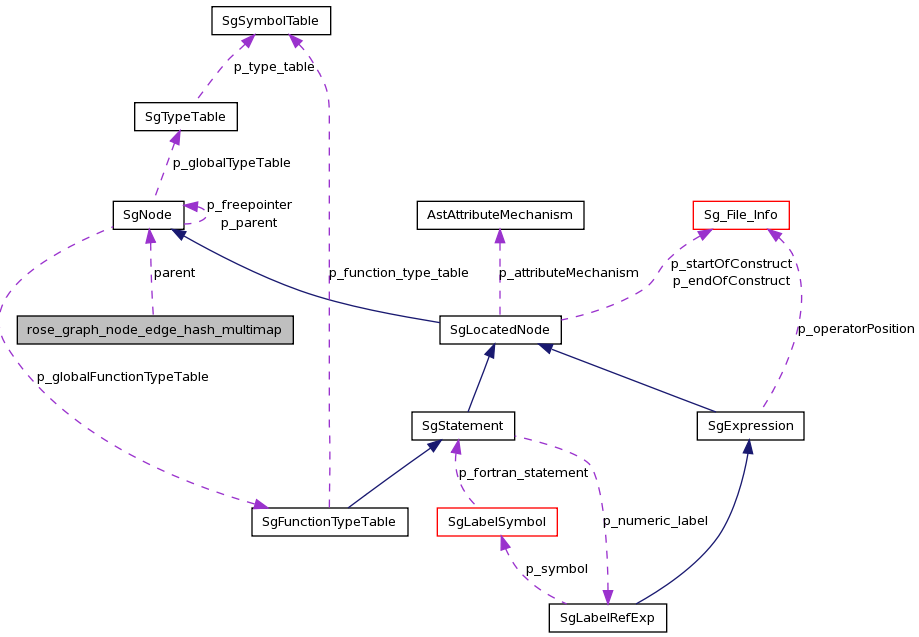 SgSymbolTable
p_type_table
SgTypeTable
p_globalTypeTable
SgNode
p_freepointer
p_parent
AstAttributeMechanism
Sg_File_Info
parent
p_function_type_table
p_attributeMechanism
p_startOfConstruct
p_endOfConstruct
rose_graph_node_edge_hash_multimap
SgLocatedNode
p_operatorPosition
p_globalFunctionTypeTable
SgStatement
SgExpression
p_fortran_statement
SgFunctionTypeTable
SgLabelSymbol
p_numeric_label
p_symbol
SgLabelRefExp